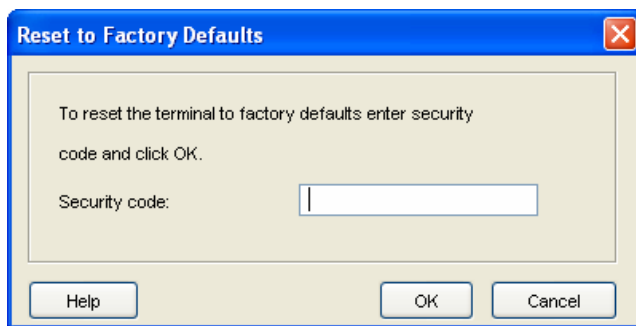 Reset to Factory Defaults
To reset the terminal to factory defaults enter security
code and click OK.
Security code:
Help
OK
Cancel